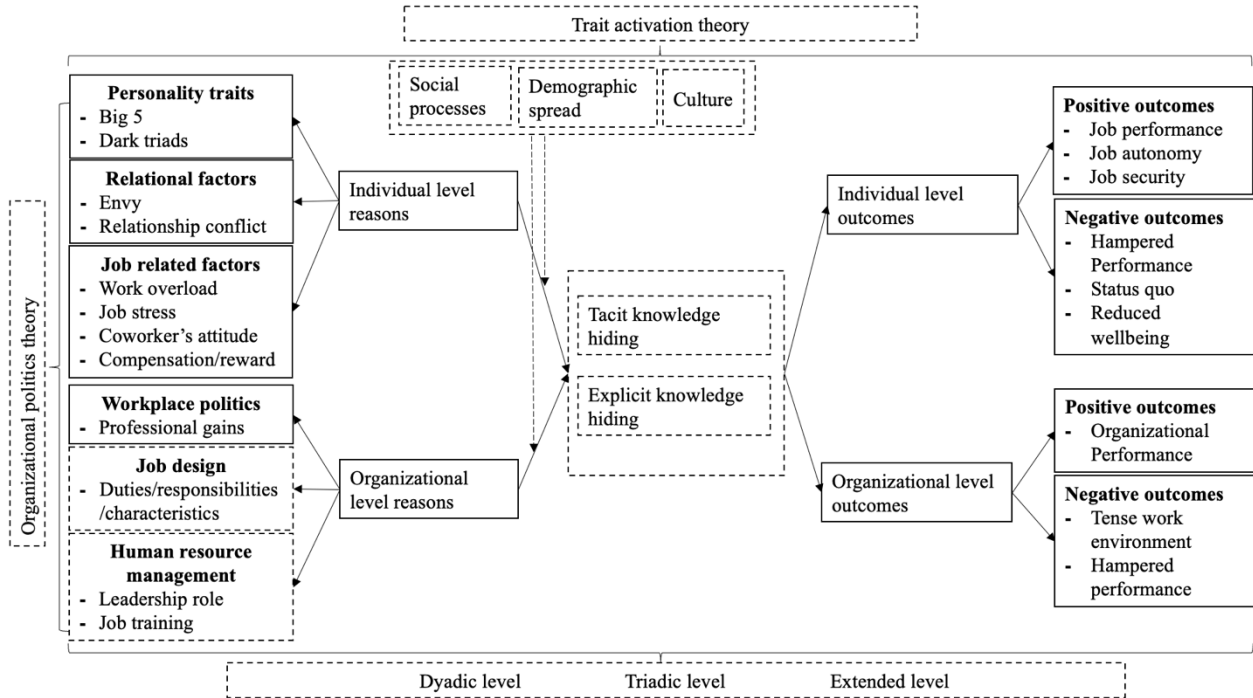 Trait activation theory
Social
processes
Demographic
spread
Culture
Organizational politics theory
Personality traits
- Big 5
- Dark triads
Relational factors
- Envy
- Relationship conflict
Job related factors
- Work overload
- Job stress
- Coworker's attitude
- Compensation/reward
Workplace politics
- Professional gains
Job design
- Duties/responsibilities
/characteristics
Human resource
management
- Leadership role
- Job training
Individual level
reasons
Organizational
level reasons
Tacit knowledge
hiding
Explicit knowledge
hiding
Individual level
outcomes
Organizational level
outcomes
Positive outcomes
- Job performance
- Job autonomy
- Job security
Negative outcomes
- Hampered
Performance
- Status quo
- Reduced
wellbeing
Positive outcomes
- Organizational
Performance
Negative outcomes
- Tense work
environment
- Hampered
performance
Dyadic level Triadic level Extended level